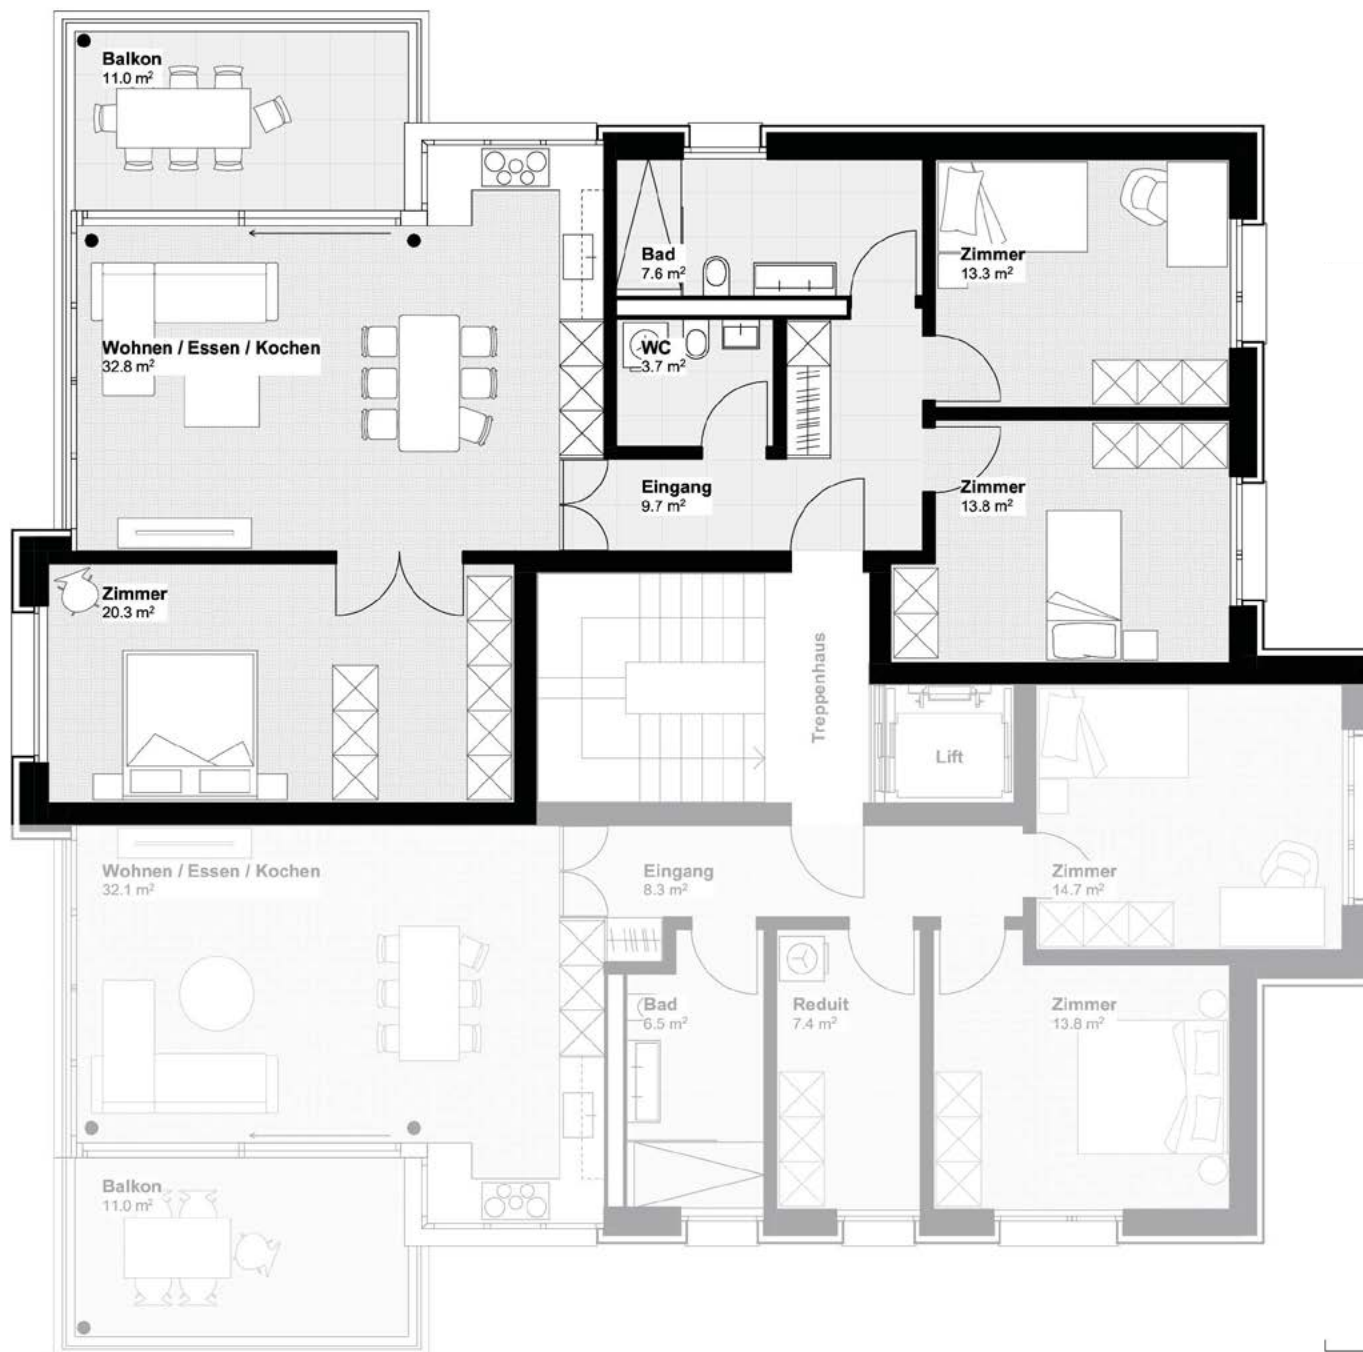 Balkon
11.0 m²
Bad
7.6 m²
Zimmer
13.3 m²
Wohnen / Essen / Kochen
32.8 m²
WC
3.7 m²
Eingang
9.7 m²
Zimmer
13.8 m²
Zimmer
20.3 m²
Treppenhaus
Lift
Wohnen / Essen / Kochen
32.1 m²
Eingang
8.3 m²
Zimmer
14.7 m²
Bad
6.5 m²
Reduit
7.4 m²
Zimmer
13.8 m²
Balkon
11.0 m²